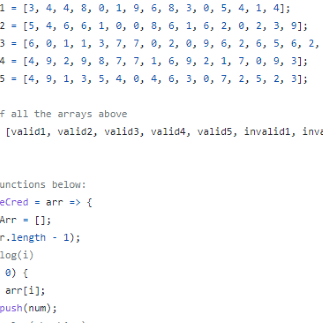 1 = [3, 4, 4, 8, 0, 1, 9, 6, 8, 3, 0, 5, 4, 1, 4];
2 = [5, 4, 6, 6, 1, 0, 0, 8, 6, 1, 6, 2, 0, 2, 3, 9];
3 = [6, 0, 1, 1, 3, 7, 7, 0, 2, 0, 9, 6, 2, 6, 5, 6, 2,
4 = [4, 9, 2, 9, 8, 7, 7, 1, 6, 9, 2, 1, 7, 0, 9, 3];
5 = [4, 9, 1, 3, 5, 4, 0, 4, 6, 3, 0, 7, 2, 5, 2, 3];
f all the arrays above
[valid1, valid2, valid3, valid4, valid5, invalid1, inva
unctions below:
eCred = arr => {
Arr = [];
r.length - 1);
log(i)
0) {
arr[i];
push(num);